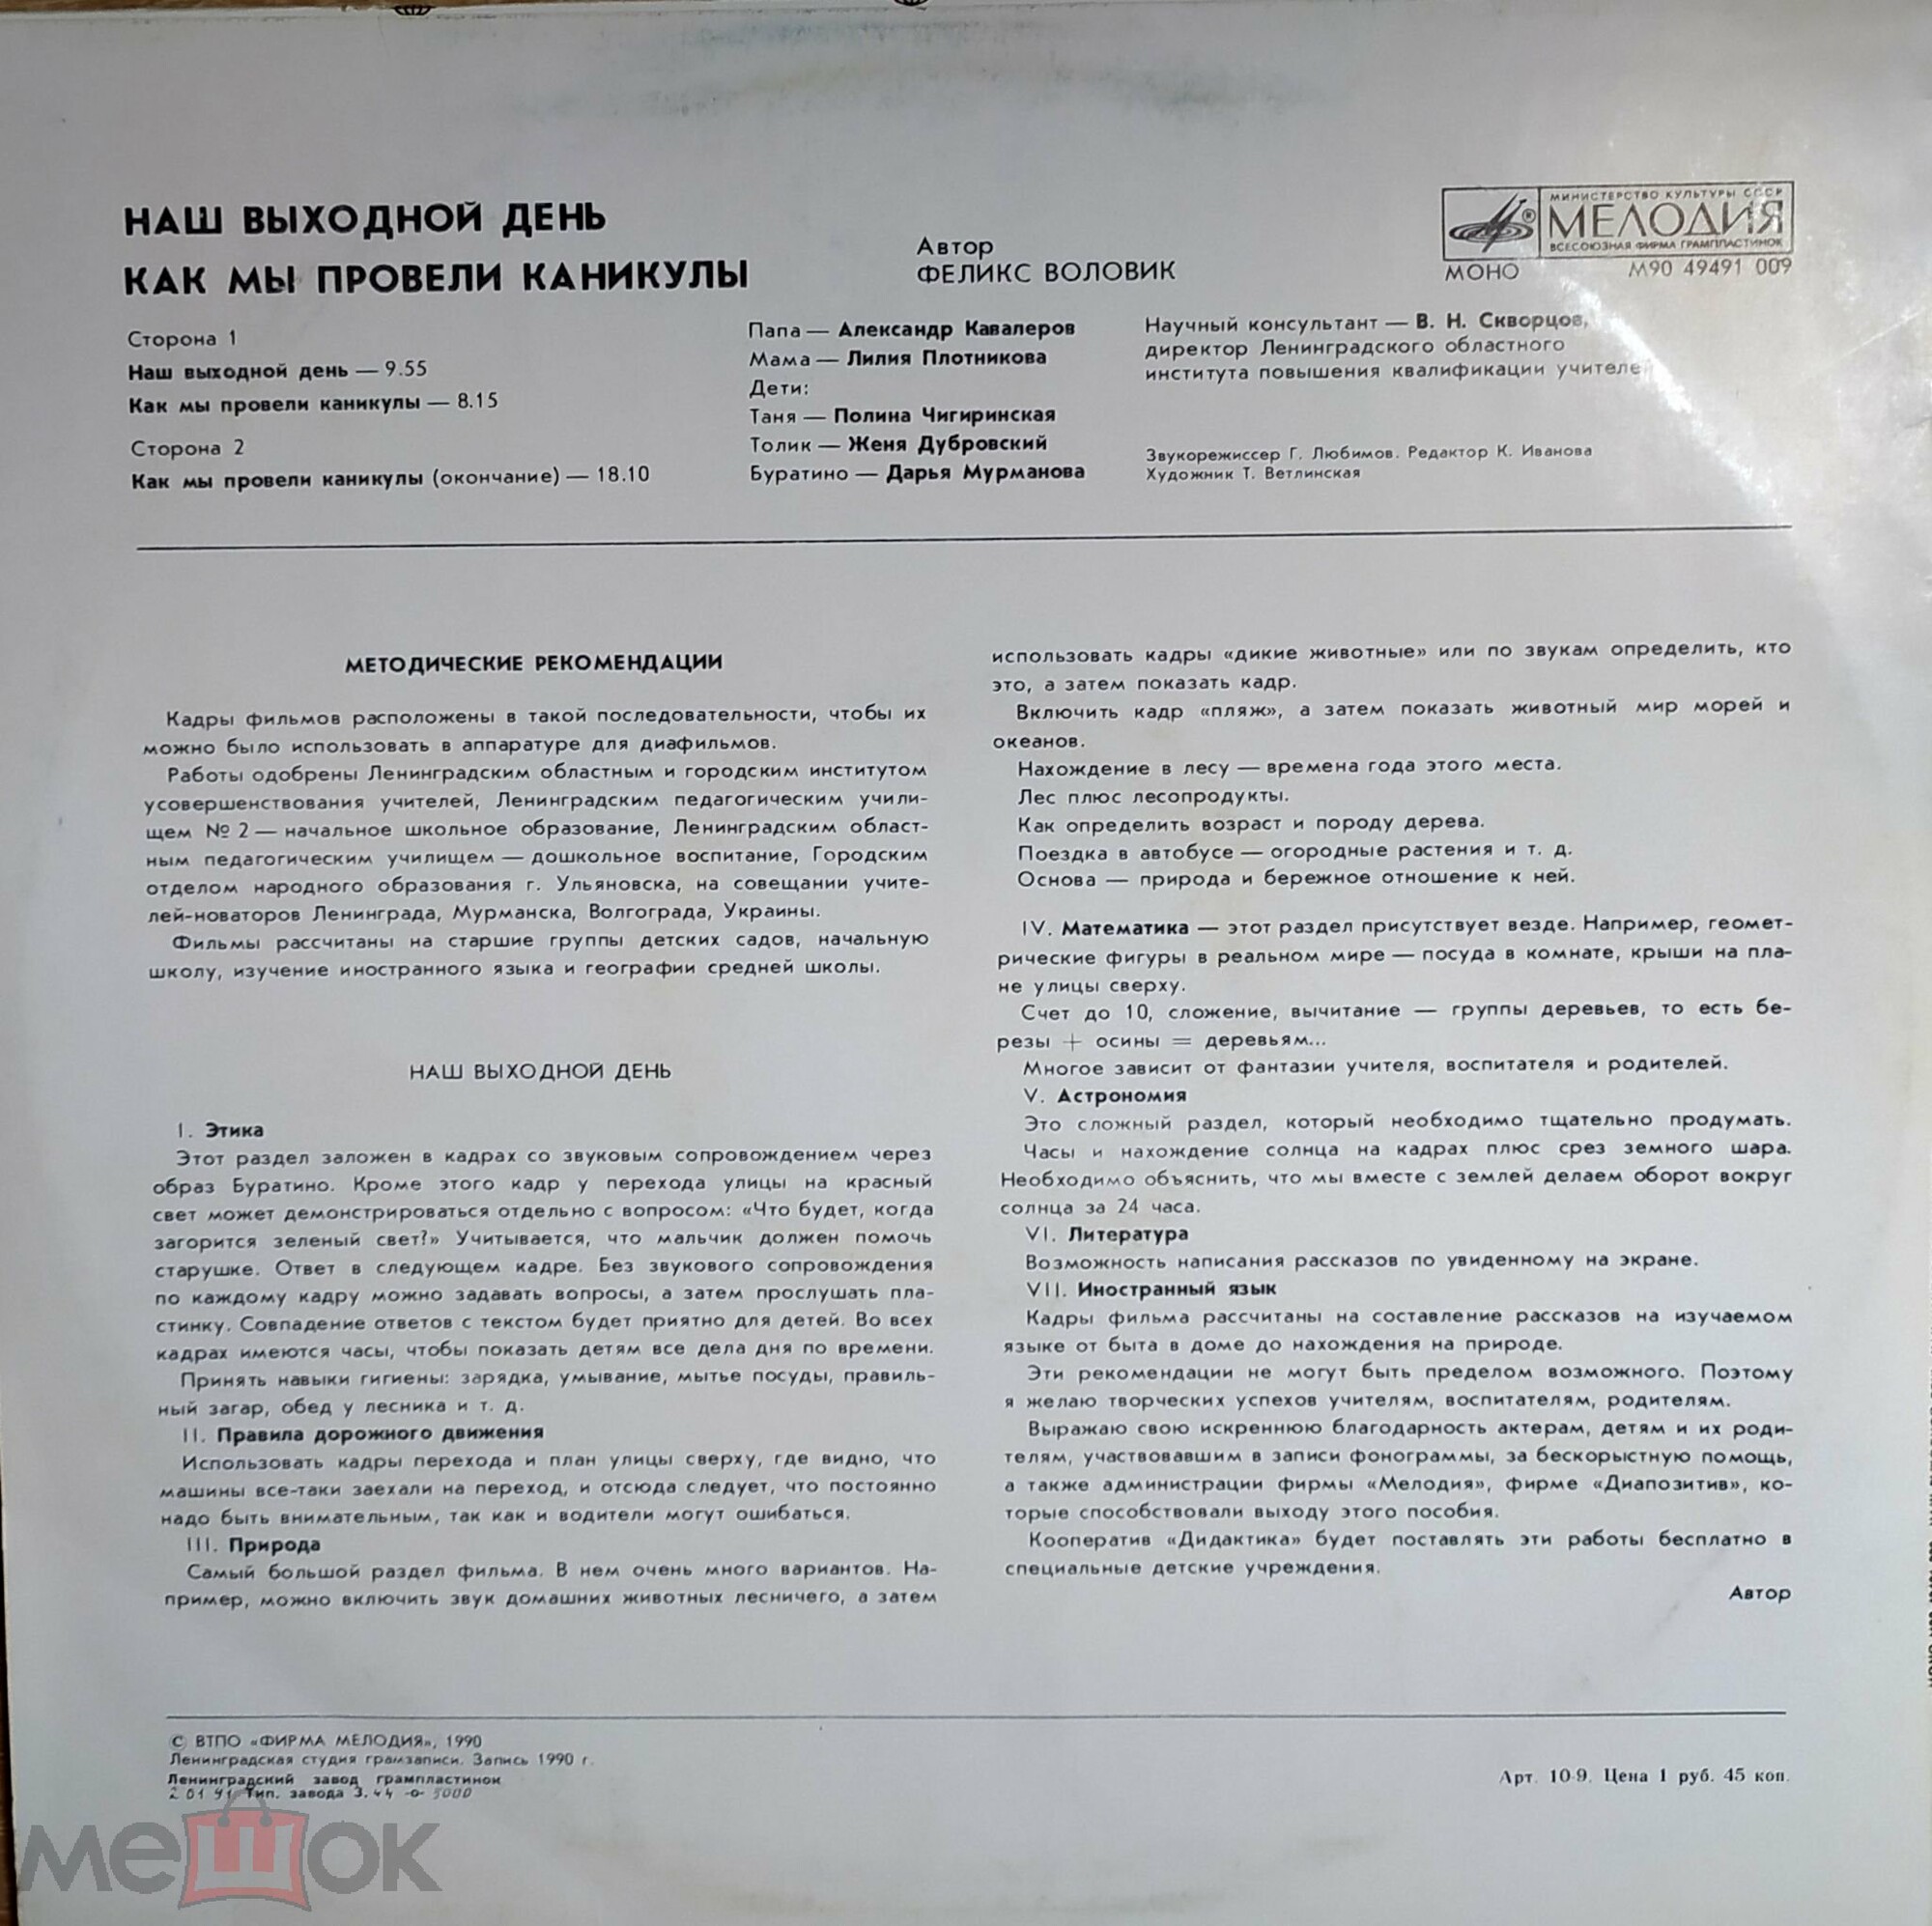 НАШ ВЫХОДНОЙ ДЕНЬ
КАК МЫ ПРОВЕЛИ КАНИКУЛЫ
Автор
ФЕЛИКС ВОЛОВИК
МИНИСТЕРСТВО КУЛЬТУРЫ СССР
МЕЛОДИЯ
ВСЕСОЮЗНАЯ ФИРМА ГРАМПЛАСТИНОК
МОНО
М90 49491 009
Сторона 1
Наш выходной день — 9.55
Как мы провели каникулы — 8.15
Сторона 2
Как мы провели каникулы (окончание) — 18.10
Папа — Александр Кавалеров
Мама — Лилия Плотникова
Дети:
Таня — Полина Чигиринская
Толик — Женя Дубровский
Буратино — Дарья Мурманова
Научный консультант — В. Н. Скворцов,
директор Ленинградского областного
института повышения квалификации учителе
Звукорежиссер Г. Любимов. Редактор К. Иванова
Художник Т. Ветлинская
МЕТОДИЧЕСКИЕ РЕКОМЕНДАЦИИ
Кадры фильмов расположены в такой последовательности, чтобы их
можно было использовать в аппаратуре для диафильмов.
Работы одобрены Ленинградским областным и городским институтом
усовершенствования учителей, Ленинградским педагогическим учили-
щем № 2 — начальное школьное образование, Ленинградским област-
ным педагогическим училищем — дошкольное воспитание, Городским
отделом народного образования г. Ульяновска, на совещании учите-
лей-новаторов Ленинграда, Мурманска, Волгограда, Украины.
Фильмы рассчитаны на старшие группы детских садов, начальную
школу, изучение иностранного языка и географии средней школы.
НАШ ВЫХОДНОЙ ДЕНЬ
I. Этика
Этот раздел заложен в кадрах со звуковым сопровождением через
образ Буратино. Кроме этого кадр у перехода улицы на красный
свет может демонстрироваться отдельно с вопросом: «Что будет, когда
загорится зеленый свет?» Учитывается, что мальчик должен помочь
старушке. Ответ в следующем кадре. Без звукового сопровождения
по каждому кадру можно задавать вопросы, а затем прослушать пла-
стинку. Совпадение ответов с текстом будет приятно для детей. Во всех
кадрах имеются часы, чтобы показать детям все дела дня по времени.
Принять навыки гигиены: зарядка, умывание, мытье посуды, правиль-
ный загар, обед у лесника и т. д.
II. Правила дорожного движения
Использовать кадры перехода и план улицы сверху, где видно, что
машины все-таки заехали на переход, и отсюда следует, что постоянно
надо быть внимательным, так как и водители могут ошибаться.
III. Природа
Самый большой раздел фильма. В нем очень много вариантов. На-
пример, можно включить звук домашних животных лесничего, а затем
использовать кадры «дикие животные» или по звукам определить, кто
это, а затем показать кадр.
Включить кадр «пляж», а затем показать животный мир морей и
океанов.
Нахождение в лесу — времена года этого места.
Лес плюс лесопродукты.
Как определить возраст и породу дерева.
Поездка в автобусе — огородные растения и т. д.
Основа — природа и бережное отношение к ней.
IV. Математика — этот раздел присутствует везде. Например, геомет-
рические фигуры в реальном мире — посуда в комнате, крыши на пла-
не улицы сверху.
Счет до 10, сложение, вычитание — группы деревьев, то есть бе-
резы + осины = деревьям...
Многое зависит от фантазии учителя, воспитателя и родителей.
V. Астрономия
Это сложный раздел, который необходимо тщательно продумать.
Часы и нахождение солнца на кадрах плюс срез земного шара.
Необходимо объяснить, что мы вместе с землей делаем оборот вокруг
солнца за 24 часа.
VI. Литература
Возможность написания рассказов по увиденному на экране.
VII. Иностранный язык
Кадры фильма рассчитаны на составление рассказов на изучаемом
языке от быта в доме до нахождения на природе.
Эти рекомендации не могут быть пределом возможного. Поэтому
я желаю творческих успехов учителям, воспитателям, родителям.
Выражаю свою искреннюю благодарность актерам, детям и их роди-
телям, участвовавшим в записи фонограммы, за бескорыстную помощь,
а также администрации фирмы «Мелодия», фирме «Диапозитив», ко-
торые способствовали выходу этого пособия.
Кооператив «Дидактика» будет поставлять эти работы бесплатно в
специальные детские учреждения.
Автор
© ВТПО «ФИРМА МЕЛОДИЯ», 1990
Ленинградская студия грамзаписи. Запись 1990 г.
Ленинградский завод грампластинок
Тип. завода З.
Арт. 10-9. Цена 1 руб. 45 коп.
мешок